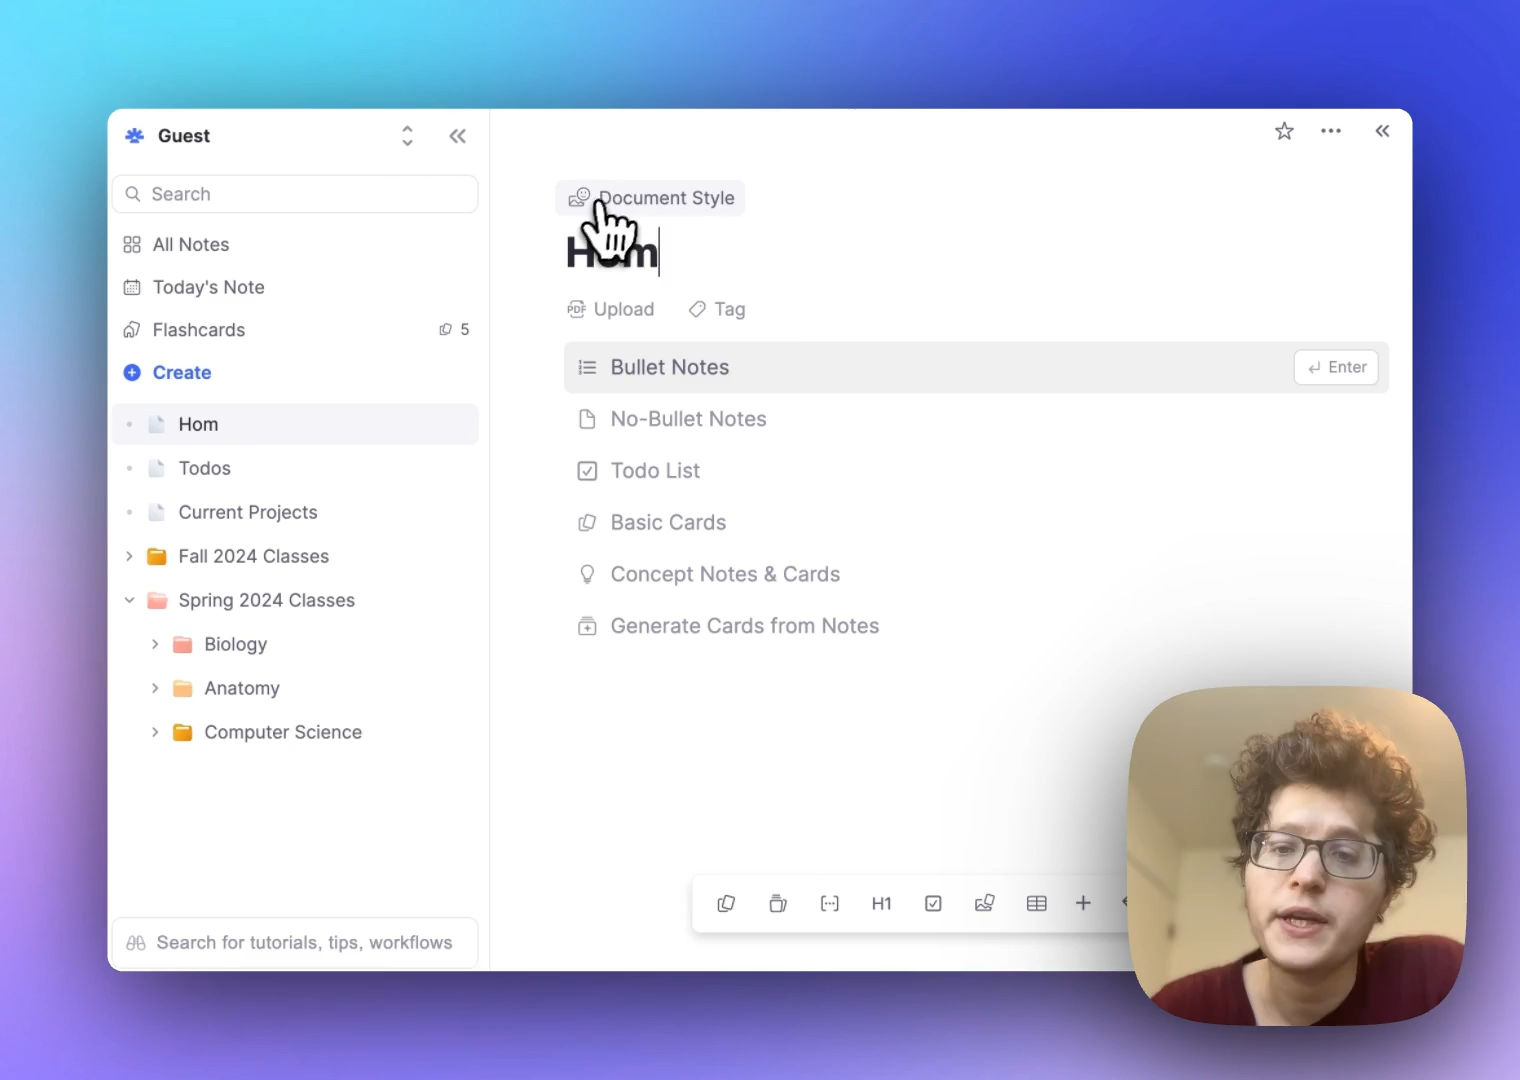 Guest
Search
All Notes
Today's Note
Flashcards
5
Create
Hom
Todos
Current Projects
Fall 2024 Classes
Spring 2024 Classes
Biology
Anatomy
Computer Science
Search for tutorials, tips, workflows
Document Style
Hom
PDF Upload
Tag
Bullet Notes
Enter
No-Bullet Notes
Todo List
Basic Cards
Concept Notes & Cards
Generate Cards from Notes
H1